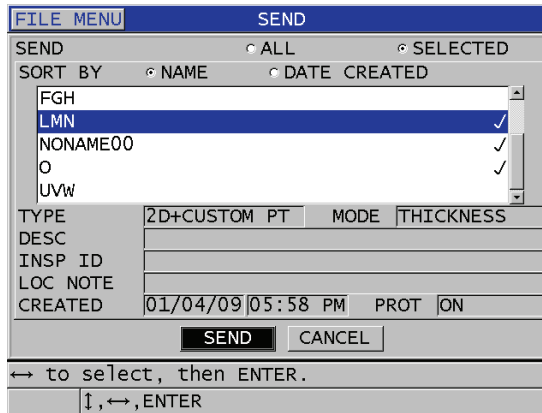 FILE MENU SEND
SEND ALL SELECTED
SORT BY NAME DATE CREATED
FGH
LMN ✓
NONAME00 ✓
O ✓
UVW
TYPE 2D+CUSTOM PT MODE THICKNESS
DESC
INSP ID
LOC NOTE
CREATED 01/04/09 05:58 PM PROT ON
SEND CANCEL
↔ to select, then ENTER.
↕,↔,ENTER